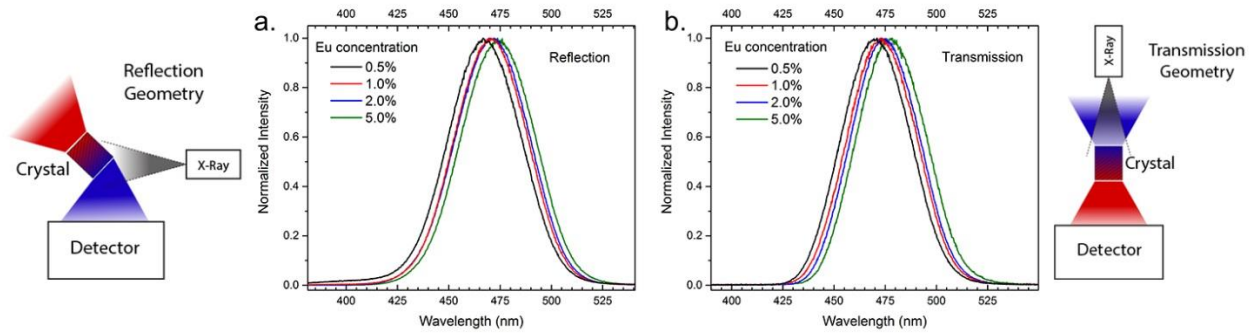 Reflection
Geometry
Crystal
X-Ray
Detector
a.
400 425 450 475 500 525
Eu concentration
0.5%
1.0%
2.0%
5.0%
Reflection
Normalized Intensity
1.0
0.8
0.6
0.4
0.2
0.0
400 425 450 475 500 525
Wavelength (nm)
b.
400 425 450 475 500 525
Eu concentration
0.5%
1.0%
2.0%
5.0%
Transmission
Normalized Intensity
1.0
0.8
0.6
0.4
0.2
0.0
400 425 450 475 500 525
Wavelength (nm)
X-Ray
Transmission
Geometry
Crystal
Detector